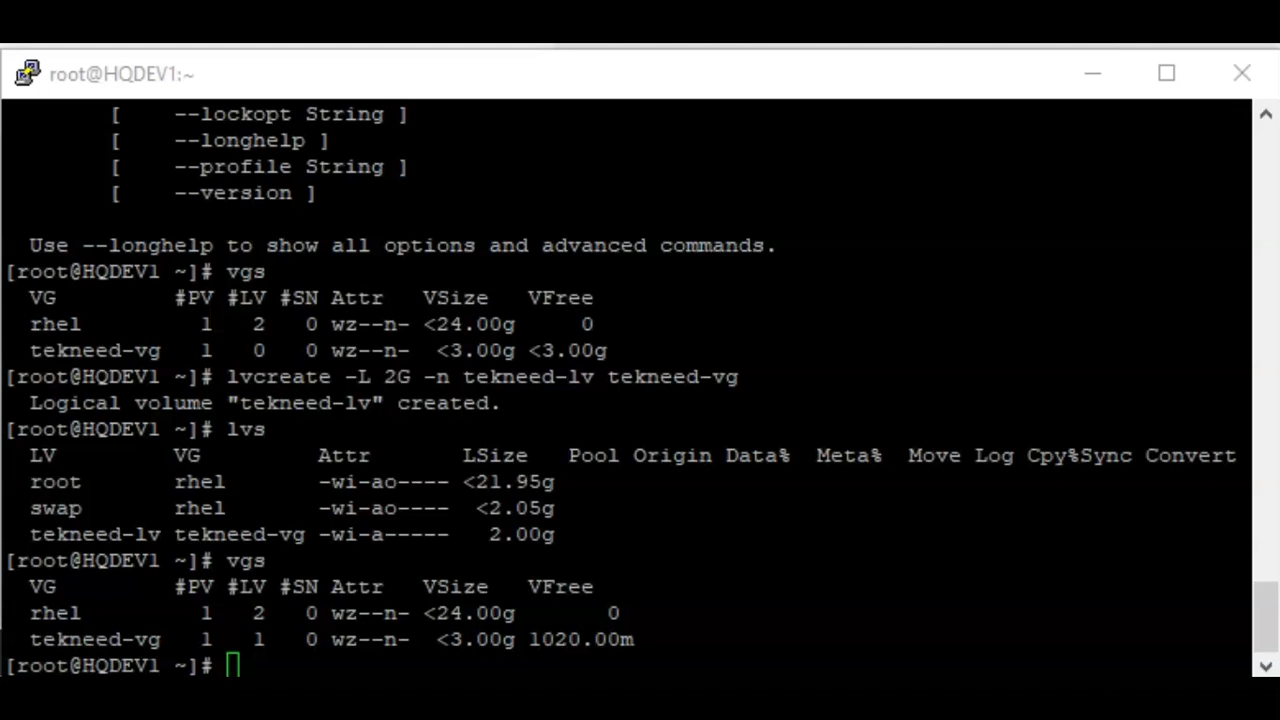 root@HQDEV1:~
[    --lockopt String ]
[    --longhelp ]
[    --profile String ]
[    --version ]
Use --longhelp to show all options and advanced commands.
[root@HQDEV1 ~]# vgs
VG         #PV #LV #SN Attr   VSize   VFree
rhel         1   2   0 wz--n- <24.00g     0
tekneed-vg   1   0   0 wz--n-  <3.00g <3.00g
[root@HQDEV1 ~]# lvcreate -L 2G -n tekneed-lv tekneed-vg
Logical volume "tekneed-lv" created.
[root@HQDEV1 ~]# lvs
LV         VG         Attr       LSize   Pool Origin Data%  Meta%  Move Log Cpy%Sync Convert
root       rhel       -wi-ao---- <21.95g
swap       rhel       -wi-ao----  <2.05g
tekneed-lv tekneed-vg -wi-a-----   2.00g
[root@HQDEV1 ~]# vgs
VG         #PV #LV #SN Attr   VSize   VFree
rhel         1   2   0 wz--n- <24.00g       0
tekneed-vg   1   1   0 wz--n-  <3.00g 1020.00m
[root@HQDEV1 ~]#